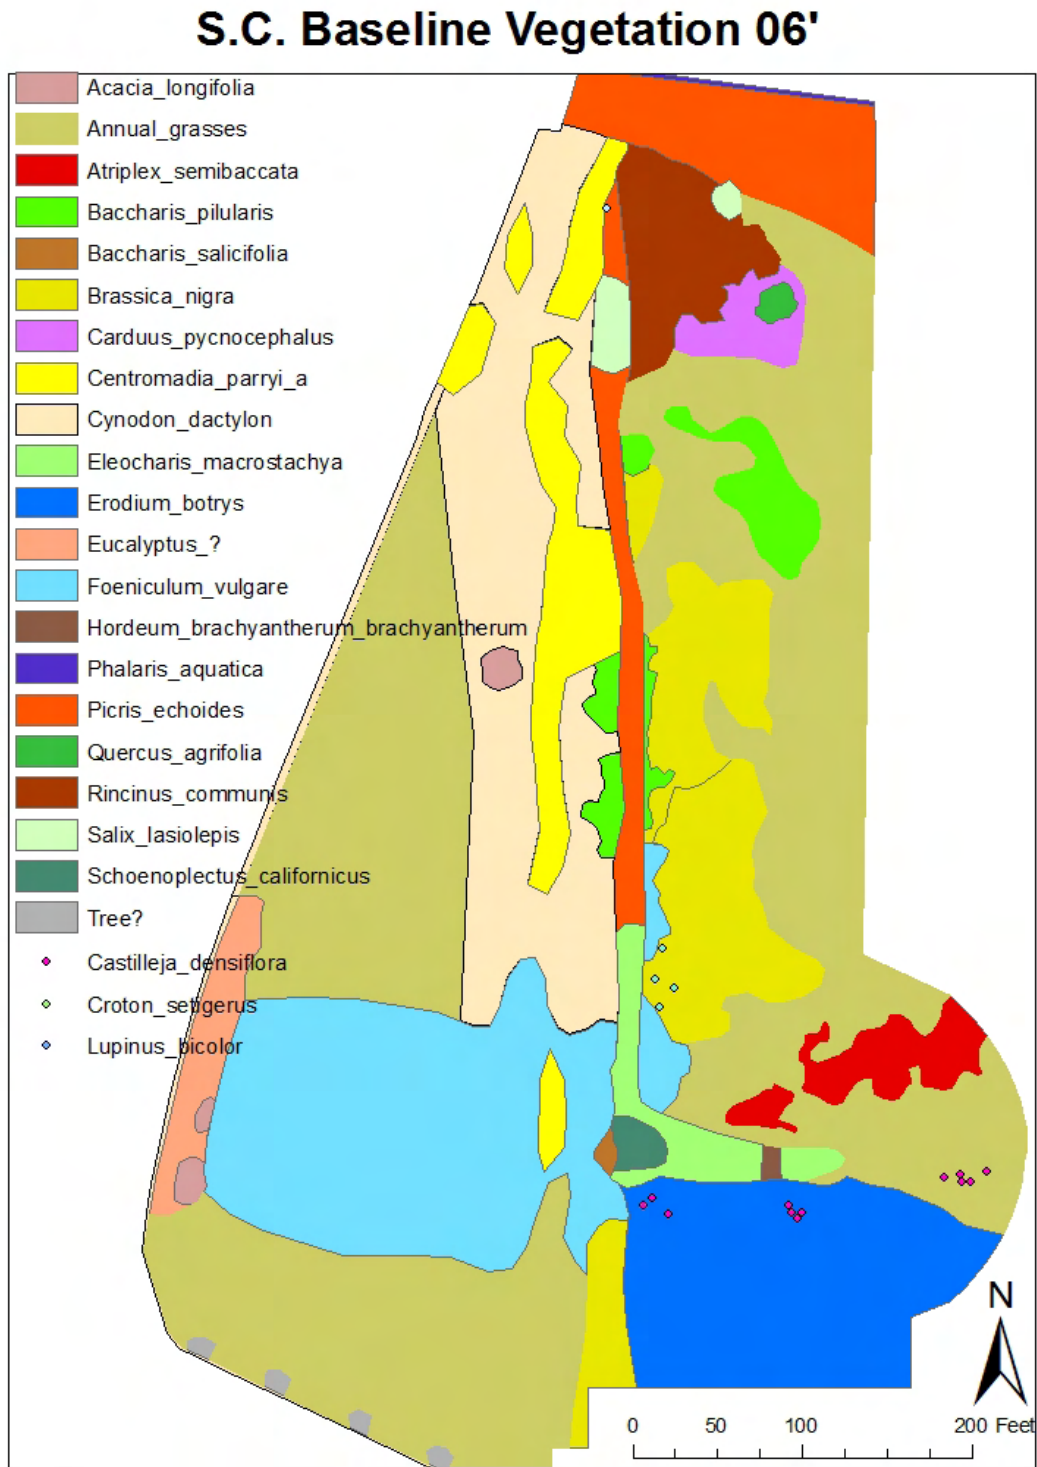 S.C. Baseline Vegetation 06'
Acacia_longifolia
Annual_grasses
Atriplex_semibaccata
Baccharis_pilularis
Baccharis_salicifolia
Brassica_nigra
Carduus_pycnocephalus
Centromadia_parryi_a
Cynodon_dactylon
Eleocharis_macrostachya
Erodium_botrys
Eucalyptus_?
Foeniculum_vulgare
Hordeum_brachyantherum_brachyantherum
Phalaris_aquatica
Picris_echoides
Quercus_agrifolia
Rincinus_communis
Salix_lasiolepis
Schoenoplectus_californicus
Tree?
Castilleja_densiflora
Croton_setigerus
Lupinus_bicolor
N
0 50 100 200 Feet